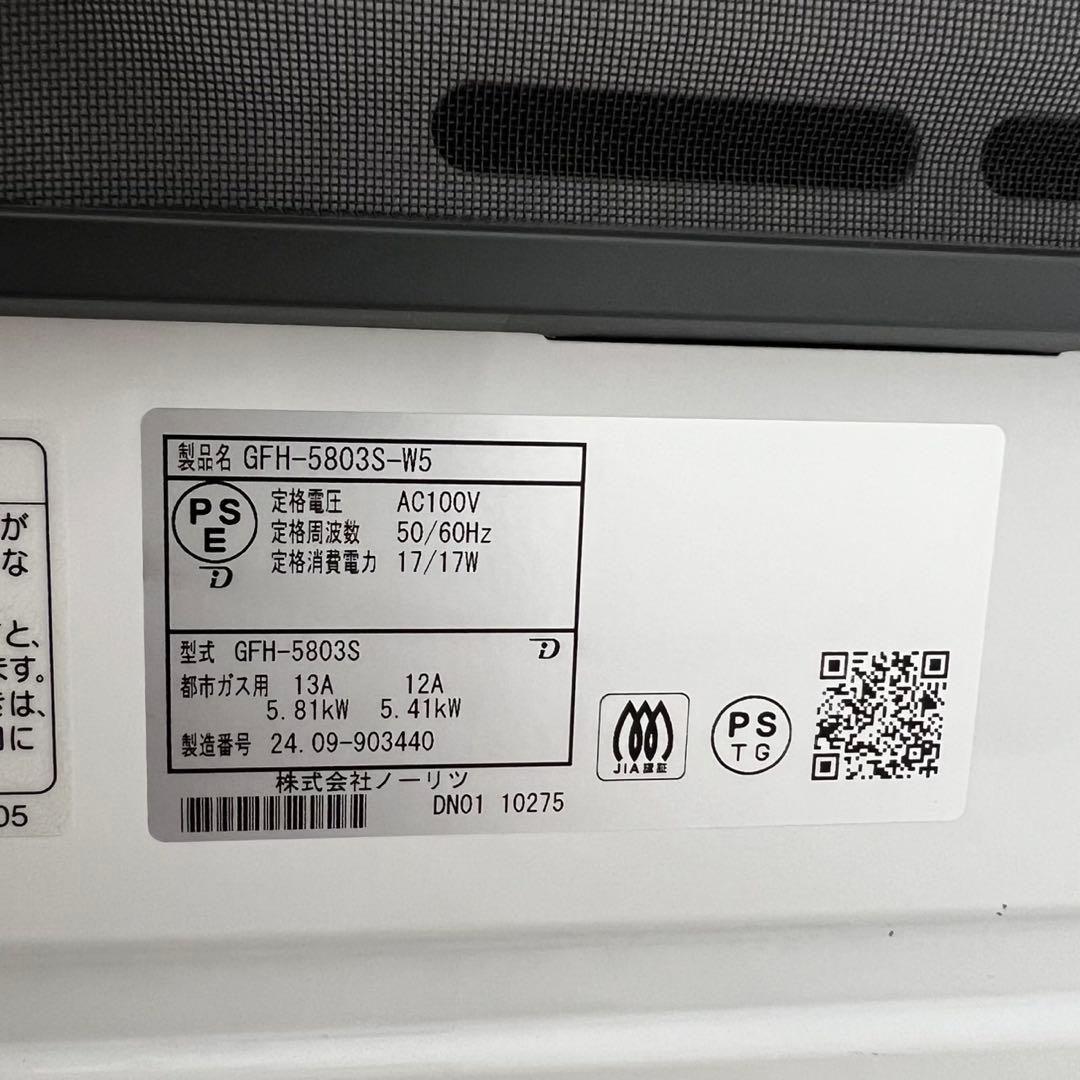 が
な
と、
ます。
は、
に
05
製品名 GFH-5803S-W5
PS
E
定格電圧 AC100V
定格周波数 50/60Hz
定格消費電力 17/17W
型式 GFH-5803S
都市ガス用 13A 12A
5.81kW 5.41kW
製造番号 24.09-903440
株式会社ノーリツ
DN01 10275
JIA認証
PS
TG